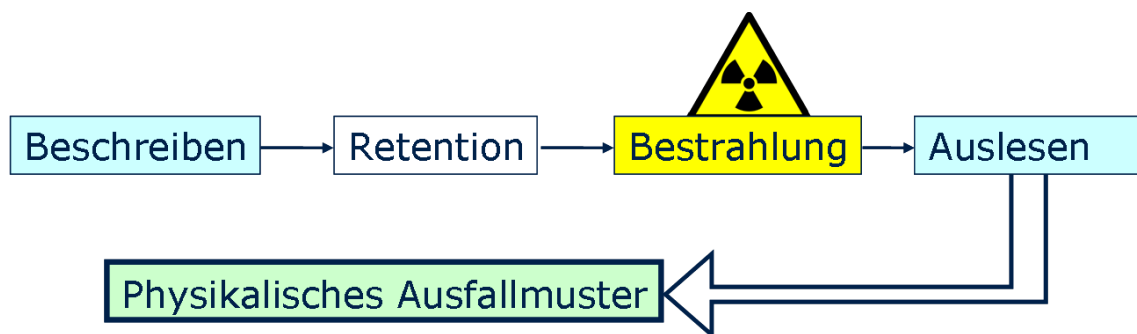 Beschreiben
Retention
Bestrahlung
Auslesen
Physikalisches Ausfallmuster